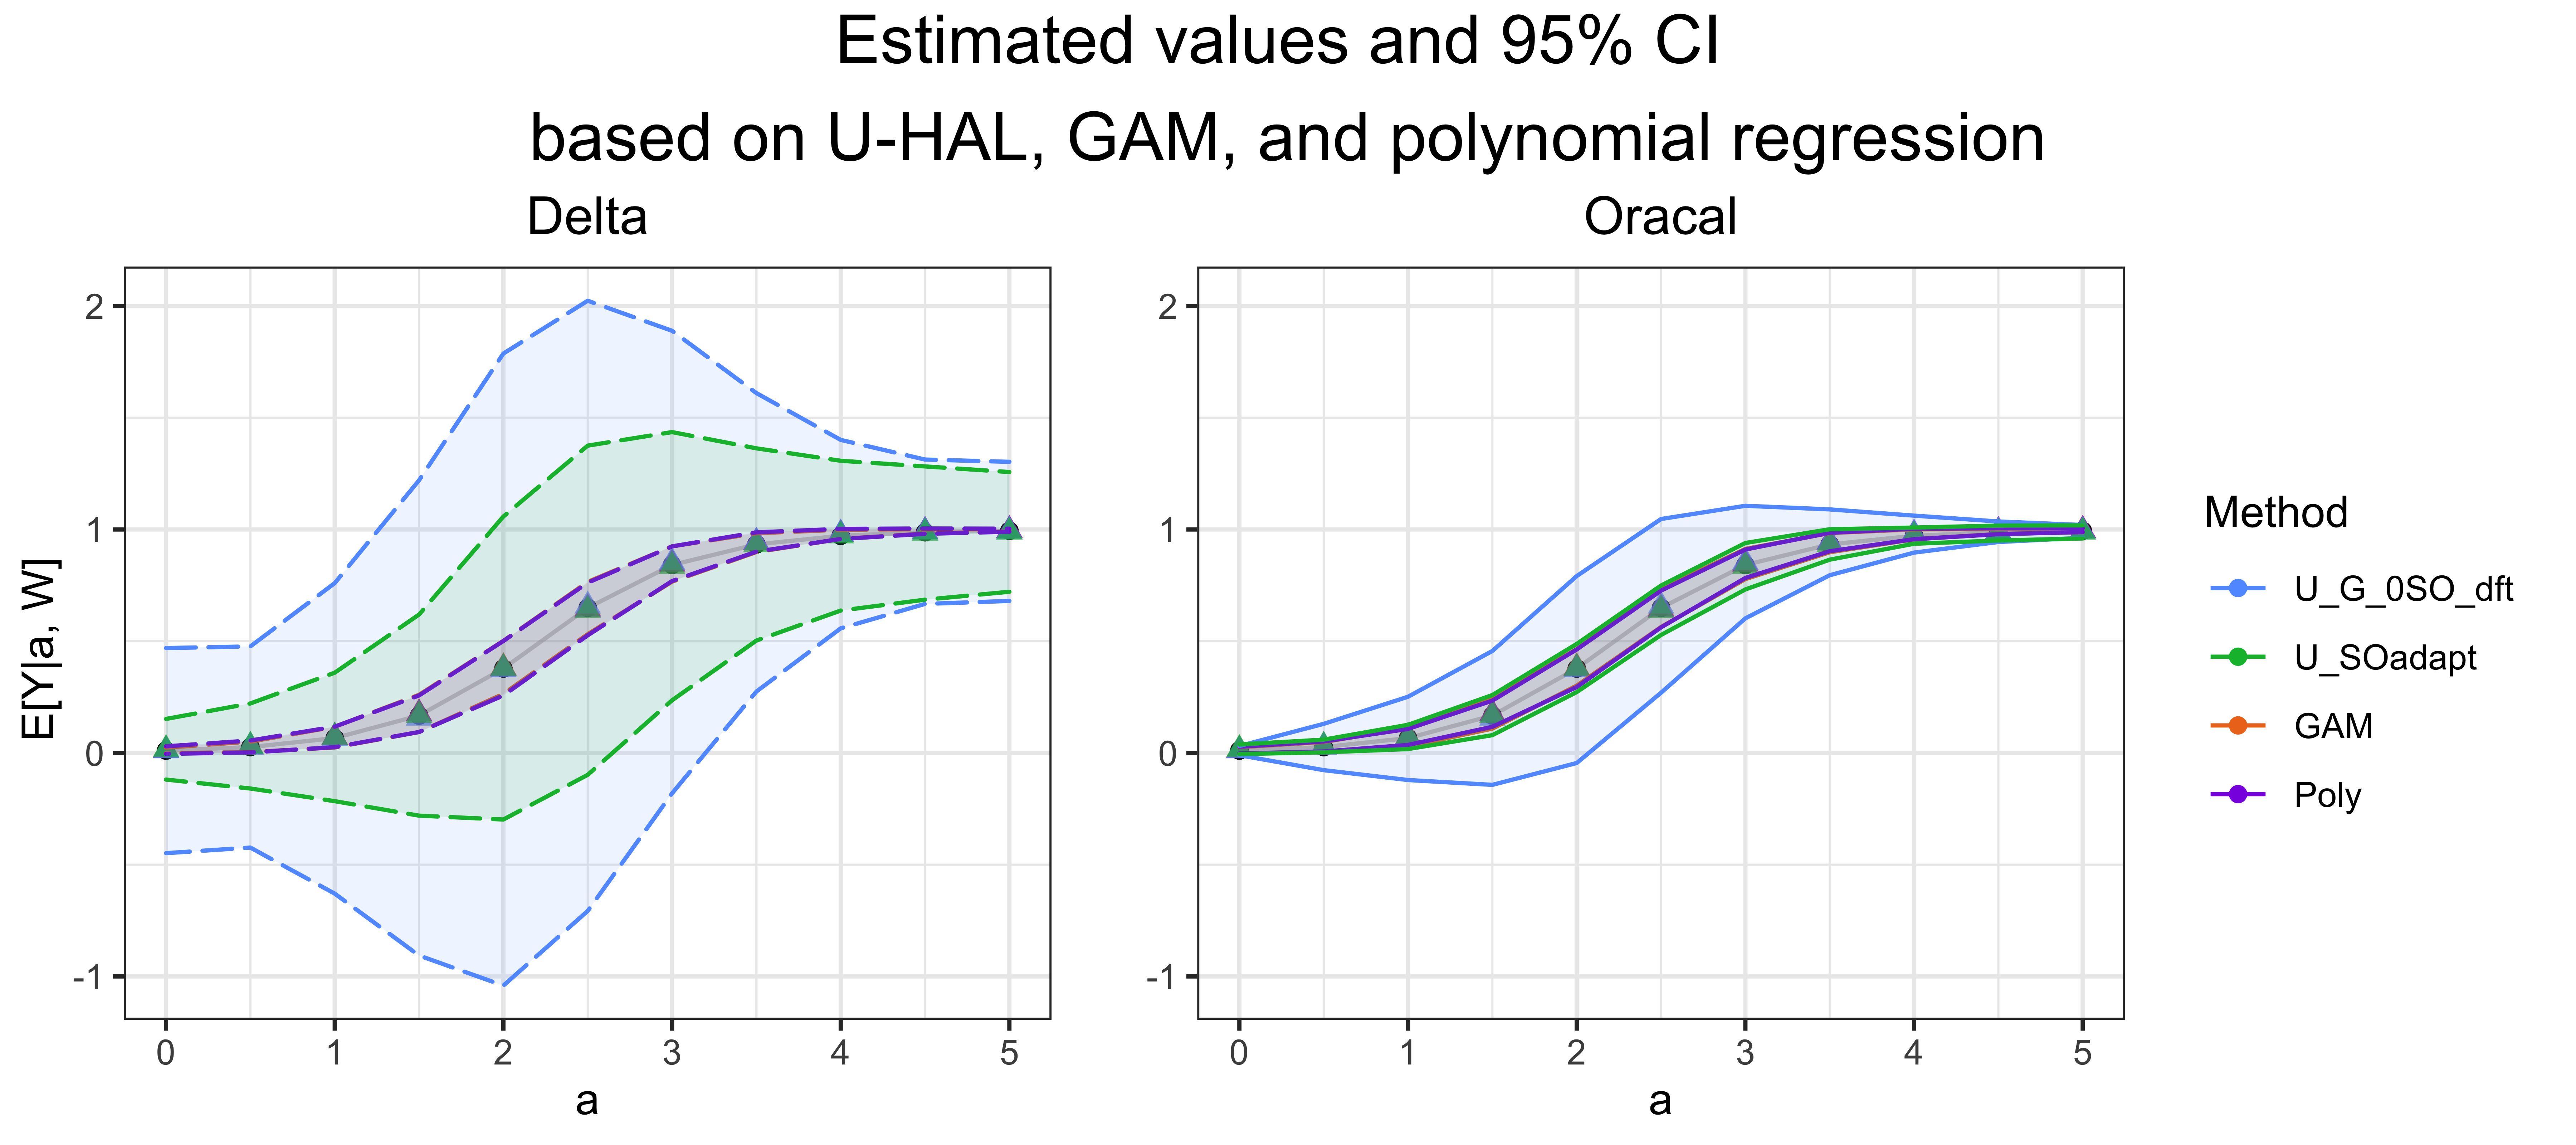 Estimated values and 95% CI
based on U-HAL, GAM, and polynomial regression
Delta
Oracal
E[Y|a, W]
2
1
0
-1
0 1 2 3 4 5
a
2
1
0
-1
0 1 2 3 4 5
a
Method
U_G_0SO_dft
U_SOadapt
GAM
Poly